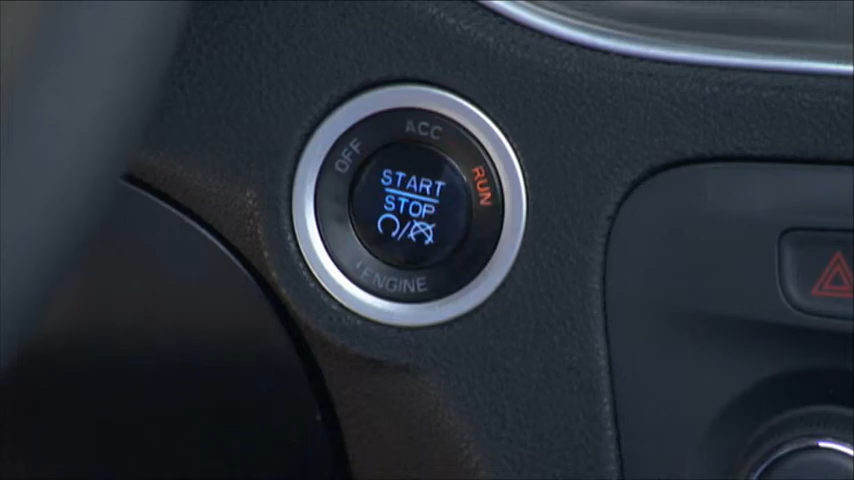 ACC
OFF
RUN
START
STOP
ENGINE